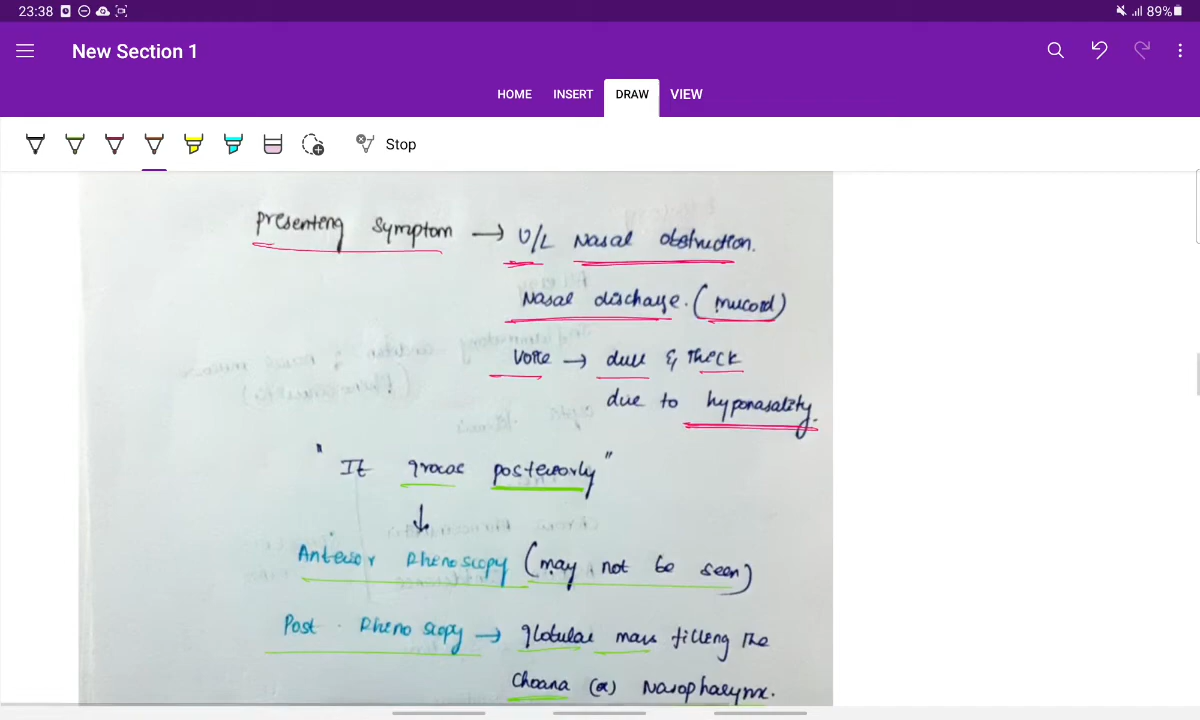 23:38 89%
New Section 1
HOME INSERT DRAW VIEW
Stop
Presenting symptom → U/L Nasal obstruction.
Nasal discharge. (mucoid)
Voice → dull & thick
due to hyponasality.
"It grows posteriorly"
↓
Anterior Rhinoscopy (may not be seen)
Post. Rhinoscopy → globular mass filling the
Choana (or) Nasopharynx.